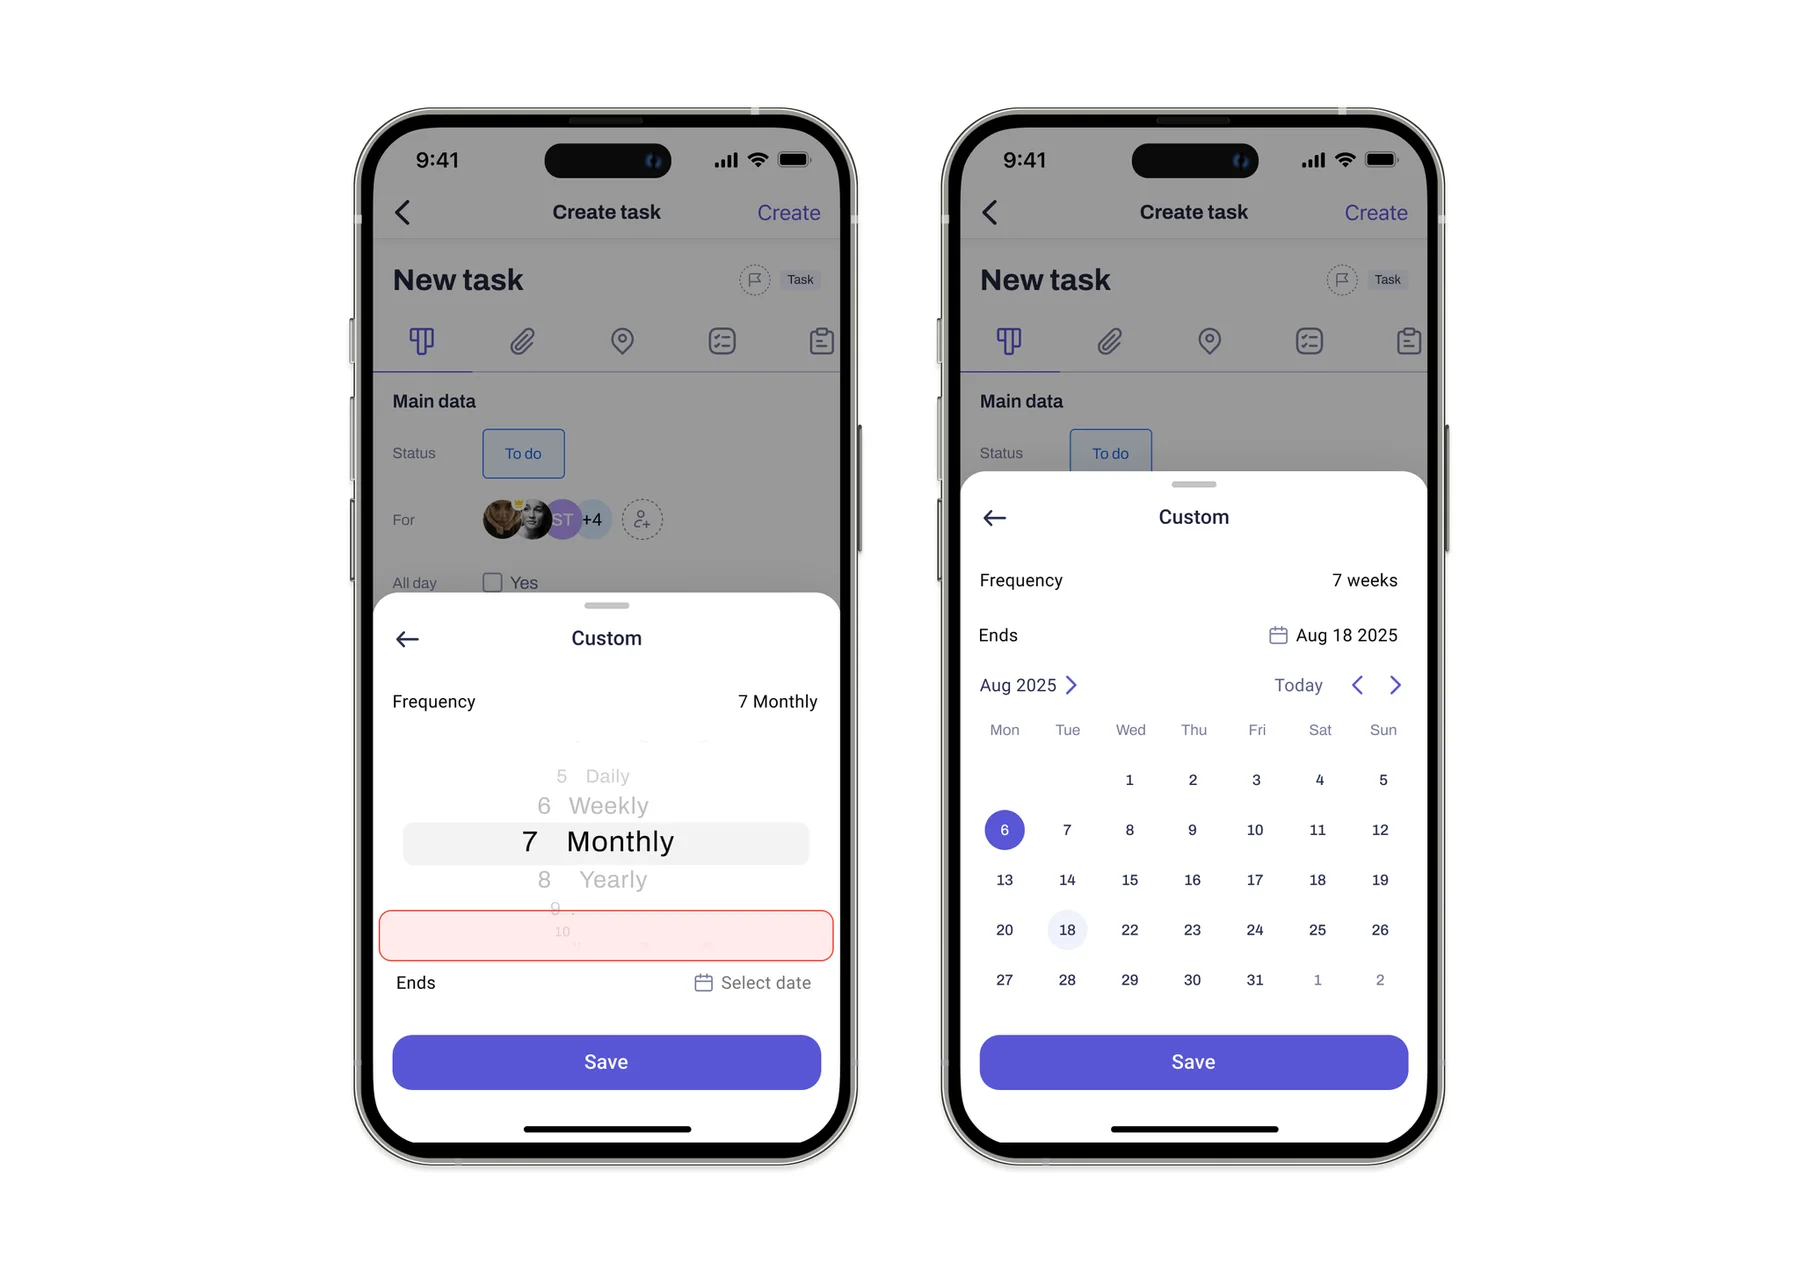 9:41
Create task
Create
New task
Task
Main data
Status
To do
For
ST
+4
All day
Yes
Custom
Frequency
7 Monthly
5 Daily
6 Weekly
7 Monthly
8 Yearly
9
10
Ends
Select date
Save
9:41
Create task
Create
New task
Task
Main data
Status
To do
Custom
Frequency
7 weeks
Ends
Aug 18 2025
Aug 2025
Today
Mon Tue Wed Thu Fri Sat Sun
1 2 3 4 5
6 7 8 9 10 11 12
13 14 15 16 17 18 19
20 18 22 23 24 25 26
27 28 29 30 31 1 2
Save